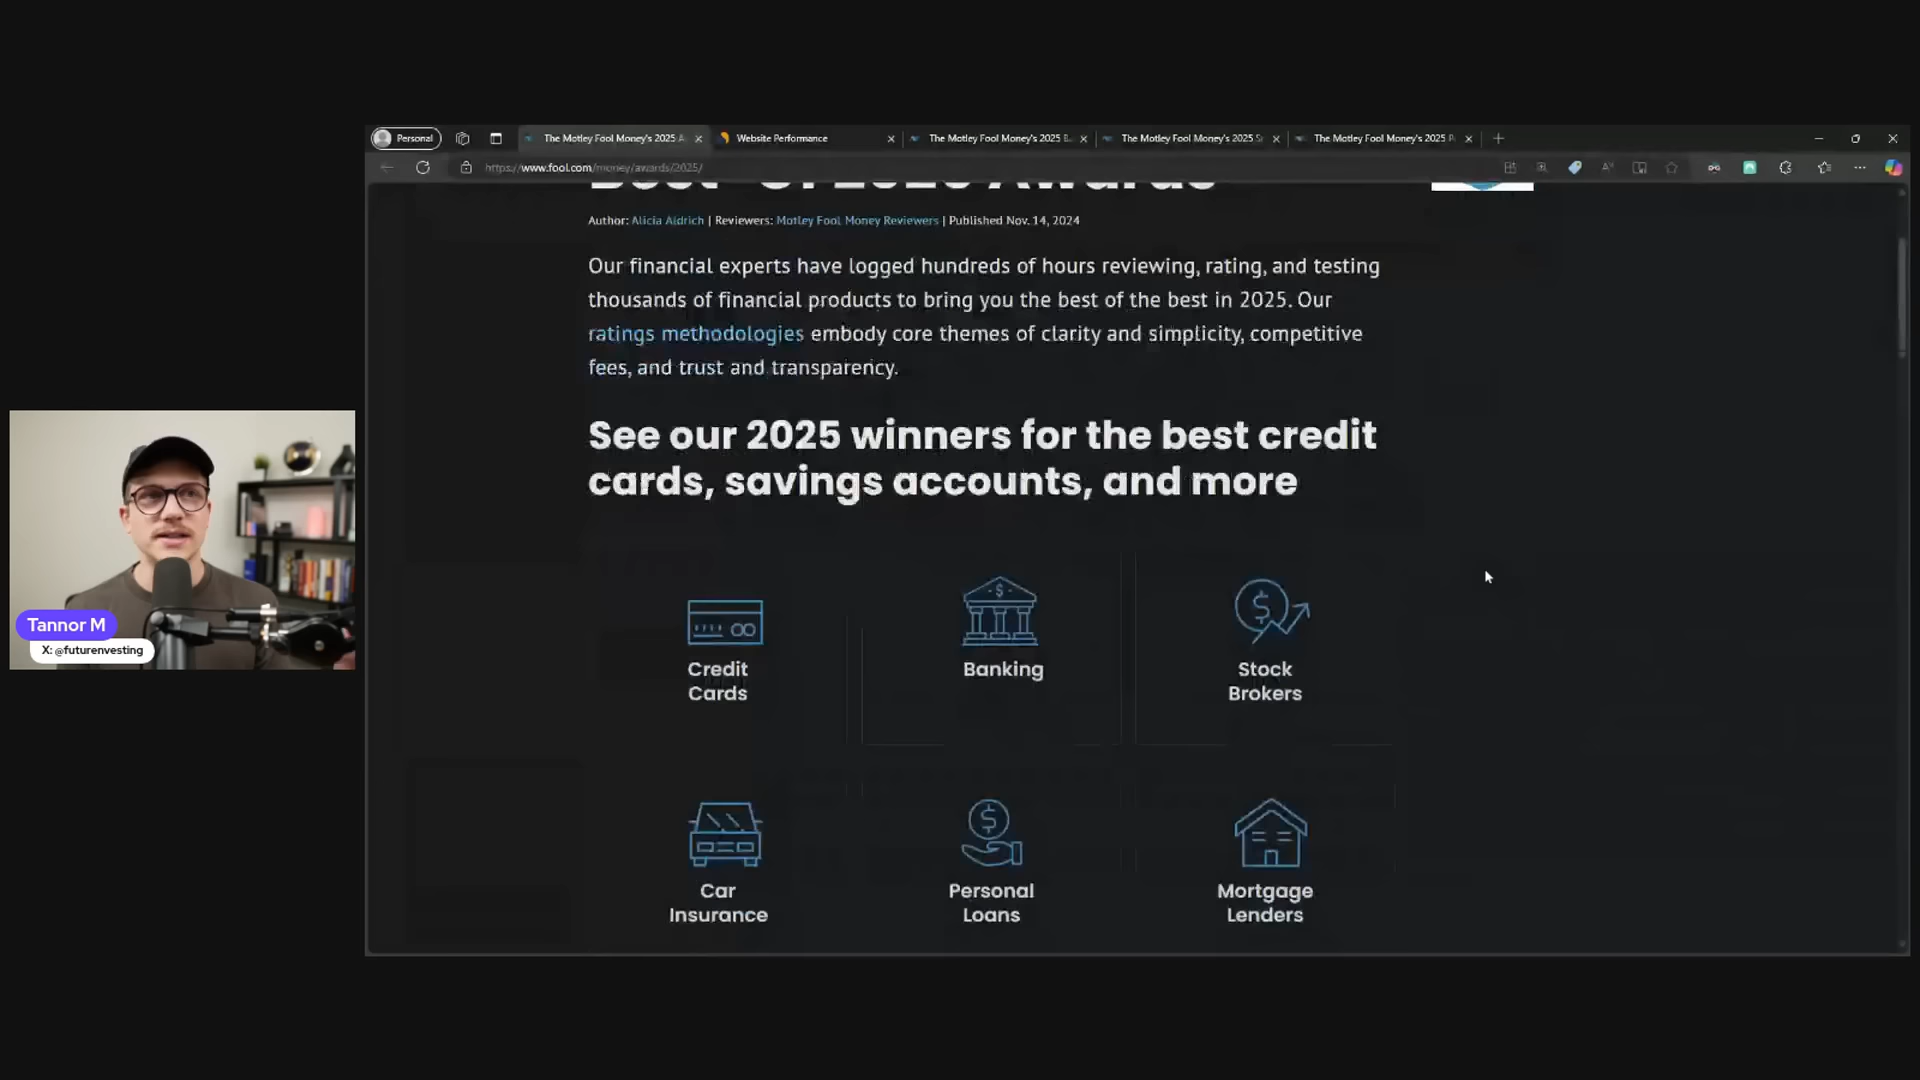 Personal
The Motley Fool Money's 2025 A
Website Performance
The Motley Fool Money's 2025 B
The Motley Fool Money's 2025 S
The Motley Fool Money's 2025 P
https://www.fool.com/money/awards/2025/
Author: Alicia Aldrich | Reviewers: Motley Fool Money Reviewers | Published Nov. 14, 2024
Our financial experts have logged hundreds of hours reviewing, rating, and testing
thousands of financial products to bring you the best of the best in 2025. Our
ratings methodologies embody core themes of clarity and simplicity, competitive
fees, and trust and transparency.
See our 2025 winners for the best credit
cards, savings accounts, and more
Credit
Cards
Banking
Stock
Brokers
Car
Insurance
Personal
Loans
Mortgage
Lenders
Tannor M
X: @futurenvesting